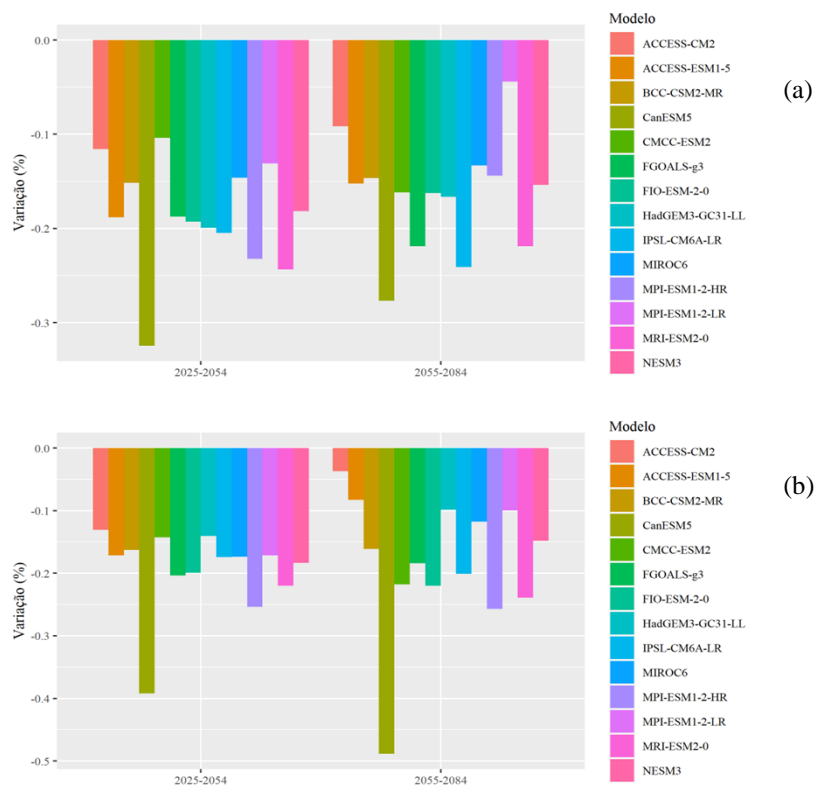 Modelo
ACCESS-CM2
ACCESS-ESM1-5
BCC-CSM2-MR
CanESM5
CMCC-ESM2
FGOALS-g3
FIO-ESM-2-0
HadGEM3-GC31-LL
IPSL-CM6A-LR
MIROC6
MPI-ESM1-2-HR
MPI-ESM1-2-LR
MRI-ESM2-0
NESM3
(a)
Variação (%)
0.0
-0.1
-0.2
-0.3
2025-2054
2055-2084
Modelo
ACCESS-CM2
ACCESS-ESM1-5
BCC-CSM2-MR
CanESM5
CMCC-ESM2
FGOALS-g3
FIO-ESM-2-0
HadGEM3-GC31-LL
IPSL-CM6A-LR
MIROC6
MPI-ESM1-2-HR
MPI-ESM1-2-LR
MRI-ESM2-0
NESM3
(b)
Variação (%)
0.0
-0.1
-0.2
-0.3
-0.4
-0.5
2025-2054
2055-2084